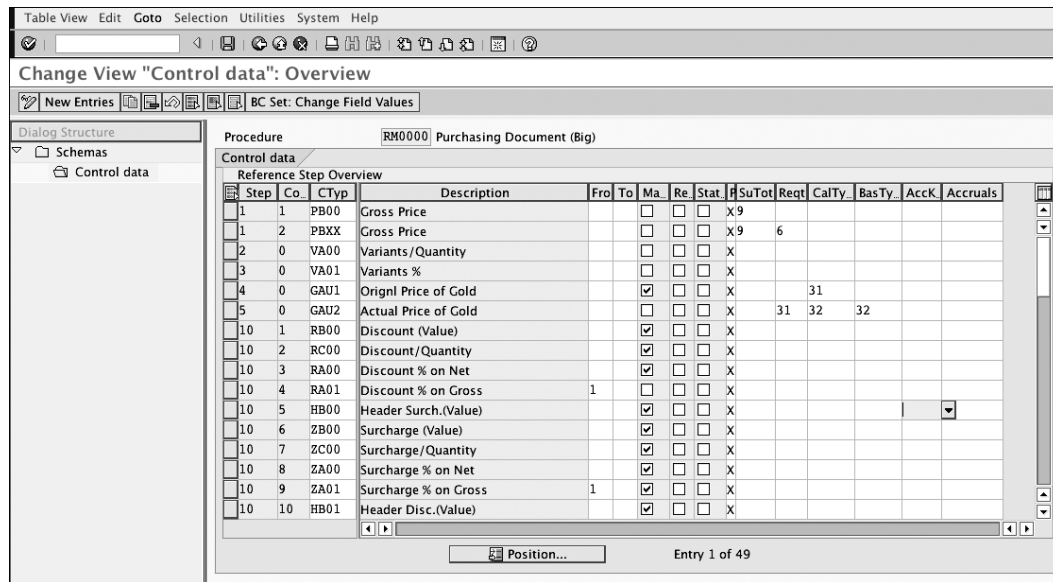 Table View Edit Goto Selection Utilities System Help
Change View "Control data": Overview
New Entries BC Set: Change Field Values
Dialog Structure
Schemas
Control data
Procedure RM0000 Purchasing Document (Big)
Control data
Reference Step Overview
Step Co... CTyp Description Fro To Ma... Re... Stat... P SuTot Reqt CalTy... BasTy... AccK... Accruals
1 1 PB00 Gross Price X 9
1 2 PBXX Gross Price X 9 6
2 0 VA00 Variants/Quantity X
3 0 VA01 Variants % X
4 0 GAU1 Orignl Price of Gold X 31
5 0 GAU2 Actual Price of Gold X 31 32 32
10 1 RB00 Discount (Value) X
10 2 RC00 Discount/Quantity X
10 3 RA00 Discount % on Net X
10 4 RA01 Discount % on Gross 1 X
10 5 HB00 Header Surch.(Value) X
10 6 ZB00 Surcharge (Value) X
10 7 ZC00 Surcharge/Quantity X
10 8 ZA00 Surcharge % on Net X
10 9 ZA01 Surcharge % on Gross 1 X
10 10 HB01 Header Disc.(Value) X
Position... Entry 1 of 49